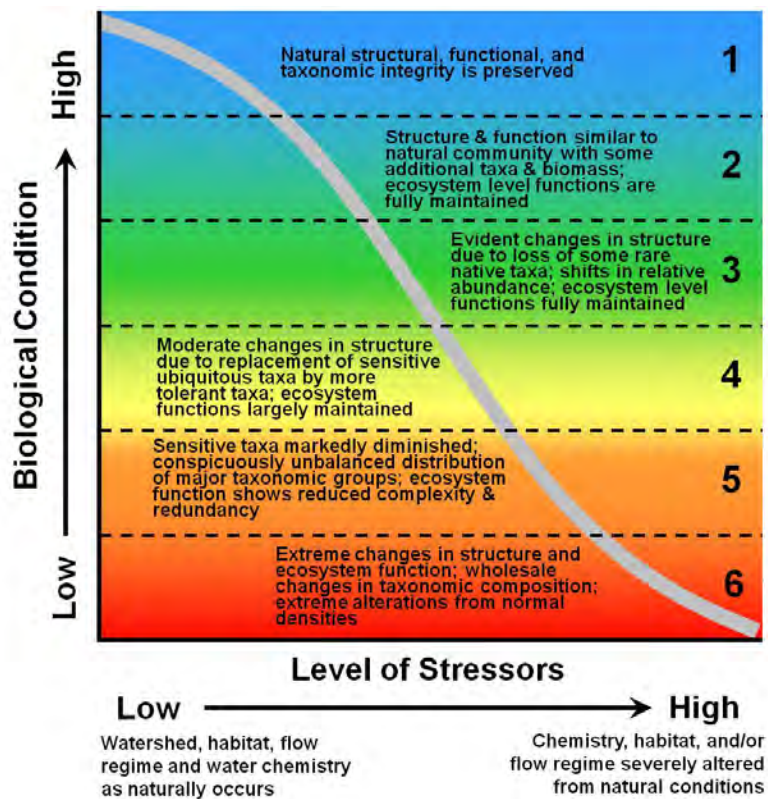 Biological Condition
High
Low
Natural structural, functional, and
taxonomic integrity is preserved
1
Structure & function similar to
natural community with some
additional taxa & biomass;
ecosystem level functions are
fully maintained
2
Evident changes in structure
due to loss of some rare
native taxa; shifts in relative
abundance; ecosystem level
functions fully maintained
3
Moderate changes in structure
due to replacement of sensitive
ubiquitous taxa by more
tolerant taxa; ecosystem
functions largely maintained
4
Sensitive taxa markedly diminished;
conspicuously unbalanced distribution
of major taxonomic groups; ecosystem
function shows reduced complexity &
redundancy
5
Extreme changes in structure and
ecosystem function; wholesale
changes in taxonomic composition;
extreme alterations from normal
densities
6
Level of Stressors
Low
High
Watershed, habitat, flow
regime and water chemistry
as naturally occurs
Chemistry, habitat, and/or
flow regime severely altered
from natural conditions